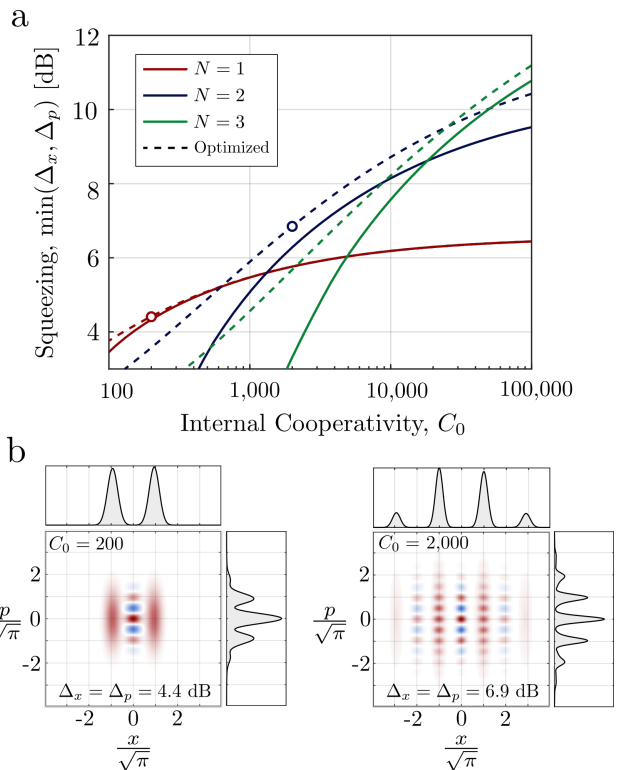 a
Squeezing, min(Δx, Δp) [dB]
12
10
8
6
4
N = 1
N = 2
N = 3
Optimized
100
1,000
10,000
100,000
Internal Cooperativity, C0
b
C0 = 200
p/√π
2
0
-2
Δx = Δp = 4.4 dB
-2 0 2
x/√π
C0 = 2,000
p/√π
2
0
-2
Δx = Δp = 6.9 dB
-2 0 2
x/√π